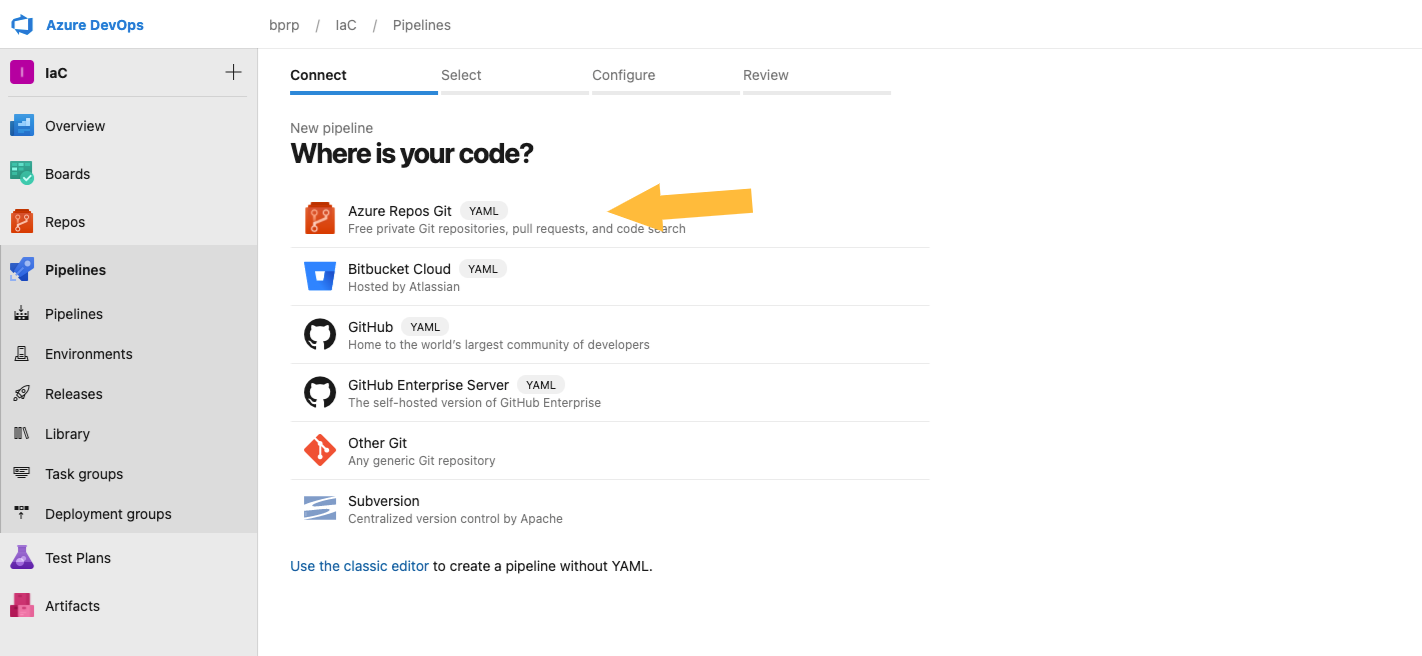 Azure DevOps
bprp / IaC / Pipelines
I IaC
Overview
Boards
Repos
Pipelines
Pipelines
Environments
Releases
Library
Task groups
Deployment groups
Test Plans
Artifacts
Connect Select Configure Review
New pipeline
Where is your code?
Azure Repos Git YAML
Free private Git repositories, pull requests, and code search
Bitbucket Cloud YAML
Hosted by Atlassian
GitHub YAML
Home to the world's largest community of developers
GitHub Enterprise Server YAML
The self-hosted version of GitHub Enterprise
Other Git
Any generic Git repository
Subversion
Centralized version control by Apache
Use the classic editor to create a pipeline without YAML.